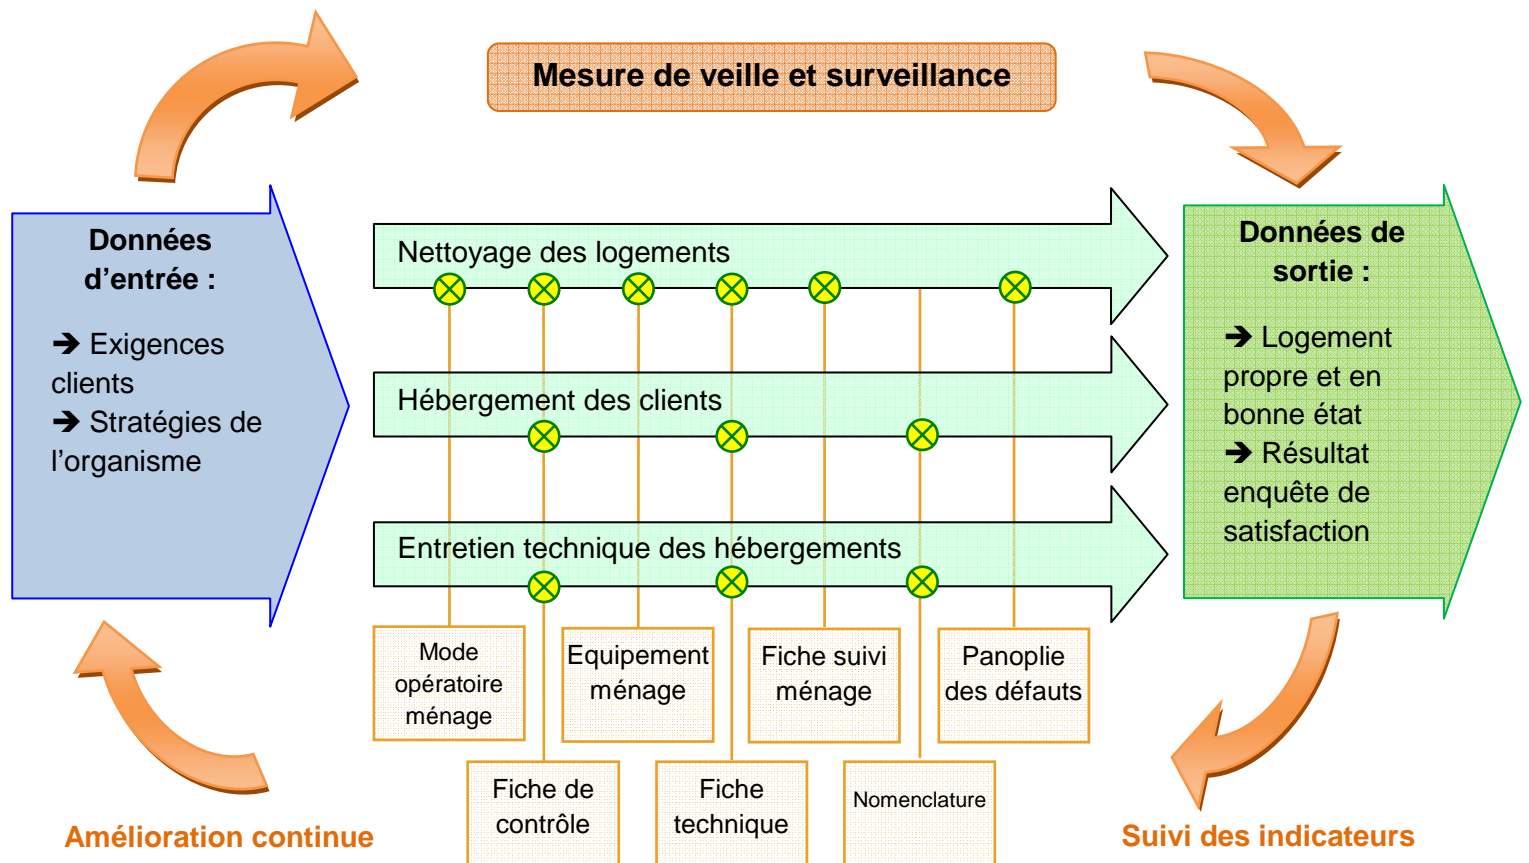 Mesure de veille et surveillance
Données
d’entrée :
➔ Exigences
clients
➔ Stratégies de
l’organisme
Nettoyage des logements
Hébergement des clients
Entretien technique des hébergements
Données de
sortie :
➔ Logement
propre et en
bonne état
➔ Résultat
enquête de
satisfaction
Mode
opératoire
ménage
Equipement
ménage
Fiche suivi
ménage
Panoplie
des défauts
Fiche de
contrôle
Fiche
technique
Nomenclature
Amélioration continue
Suivi des indicateurs